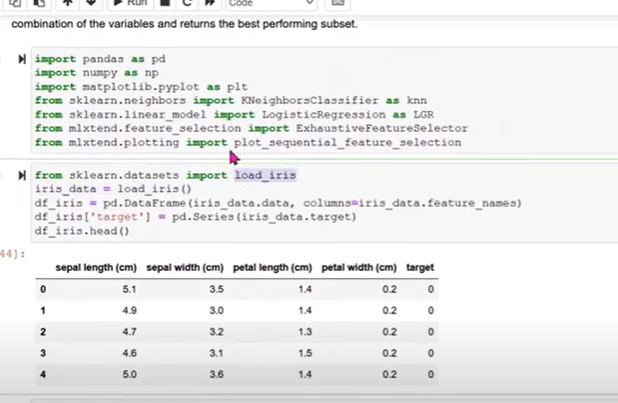 Run
Code
combination of the variables and returns the best performing subset.
import pandas as pd
import numpy as np
import matplotlib.pyplot as plt
from sklearn.neighbors import KNeighborsClassifier as knn
from sklearn.linear_model import LogisticRegression as LGR
from mlxtend.feature_selection import ExhaustiveFeatureSelector
from mlxtend.plotting import plot_sequential_feature_selection
from sklearn.datasets import load_iris
iris_data = load_iris()
df_iris = pd.DataFrame(iris_data.data, columns=iris_data.feature_names)
df_iris['target'] = pd.Series(iris_data.target)
df_iris.head()
44]:
sepal length (cm) sepal width (cm) petal length (cm) petal width (cm) target
0 5.1 3.5 1.4 0.2 0
1 4.9 3.0 1.4 0.2 0
2 4.7 3.2 1.3 0.2 0
3 4.6 3.1 1.5 0.2 0
4 5.0 3.6 1.4 0.2 0